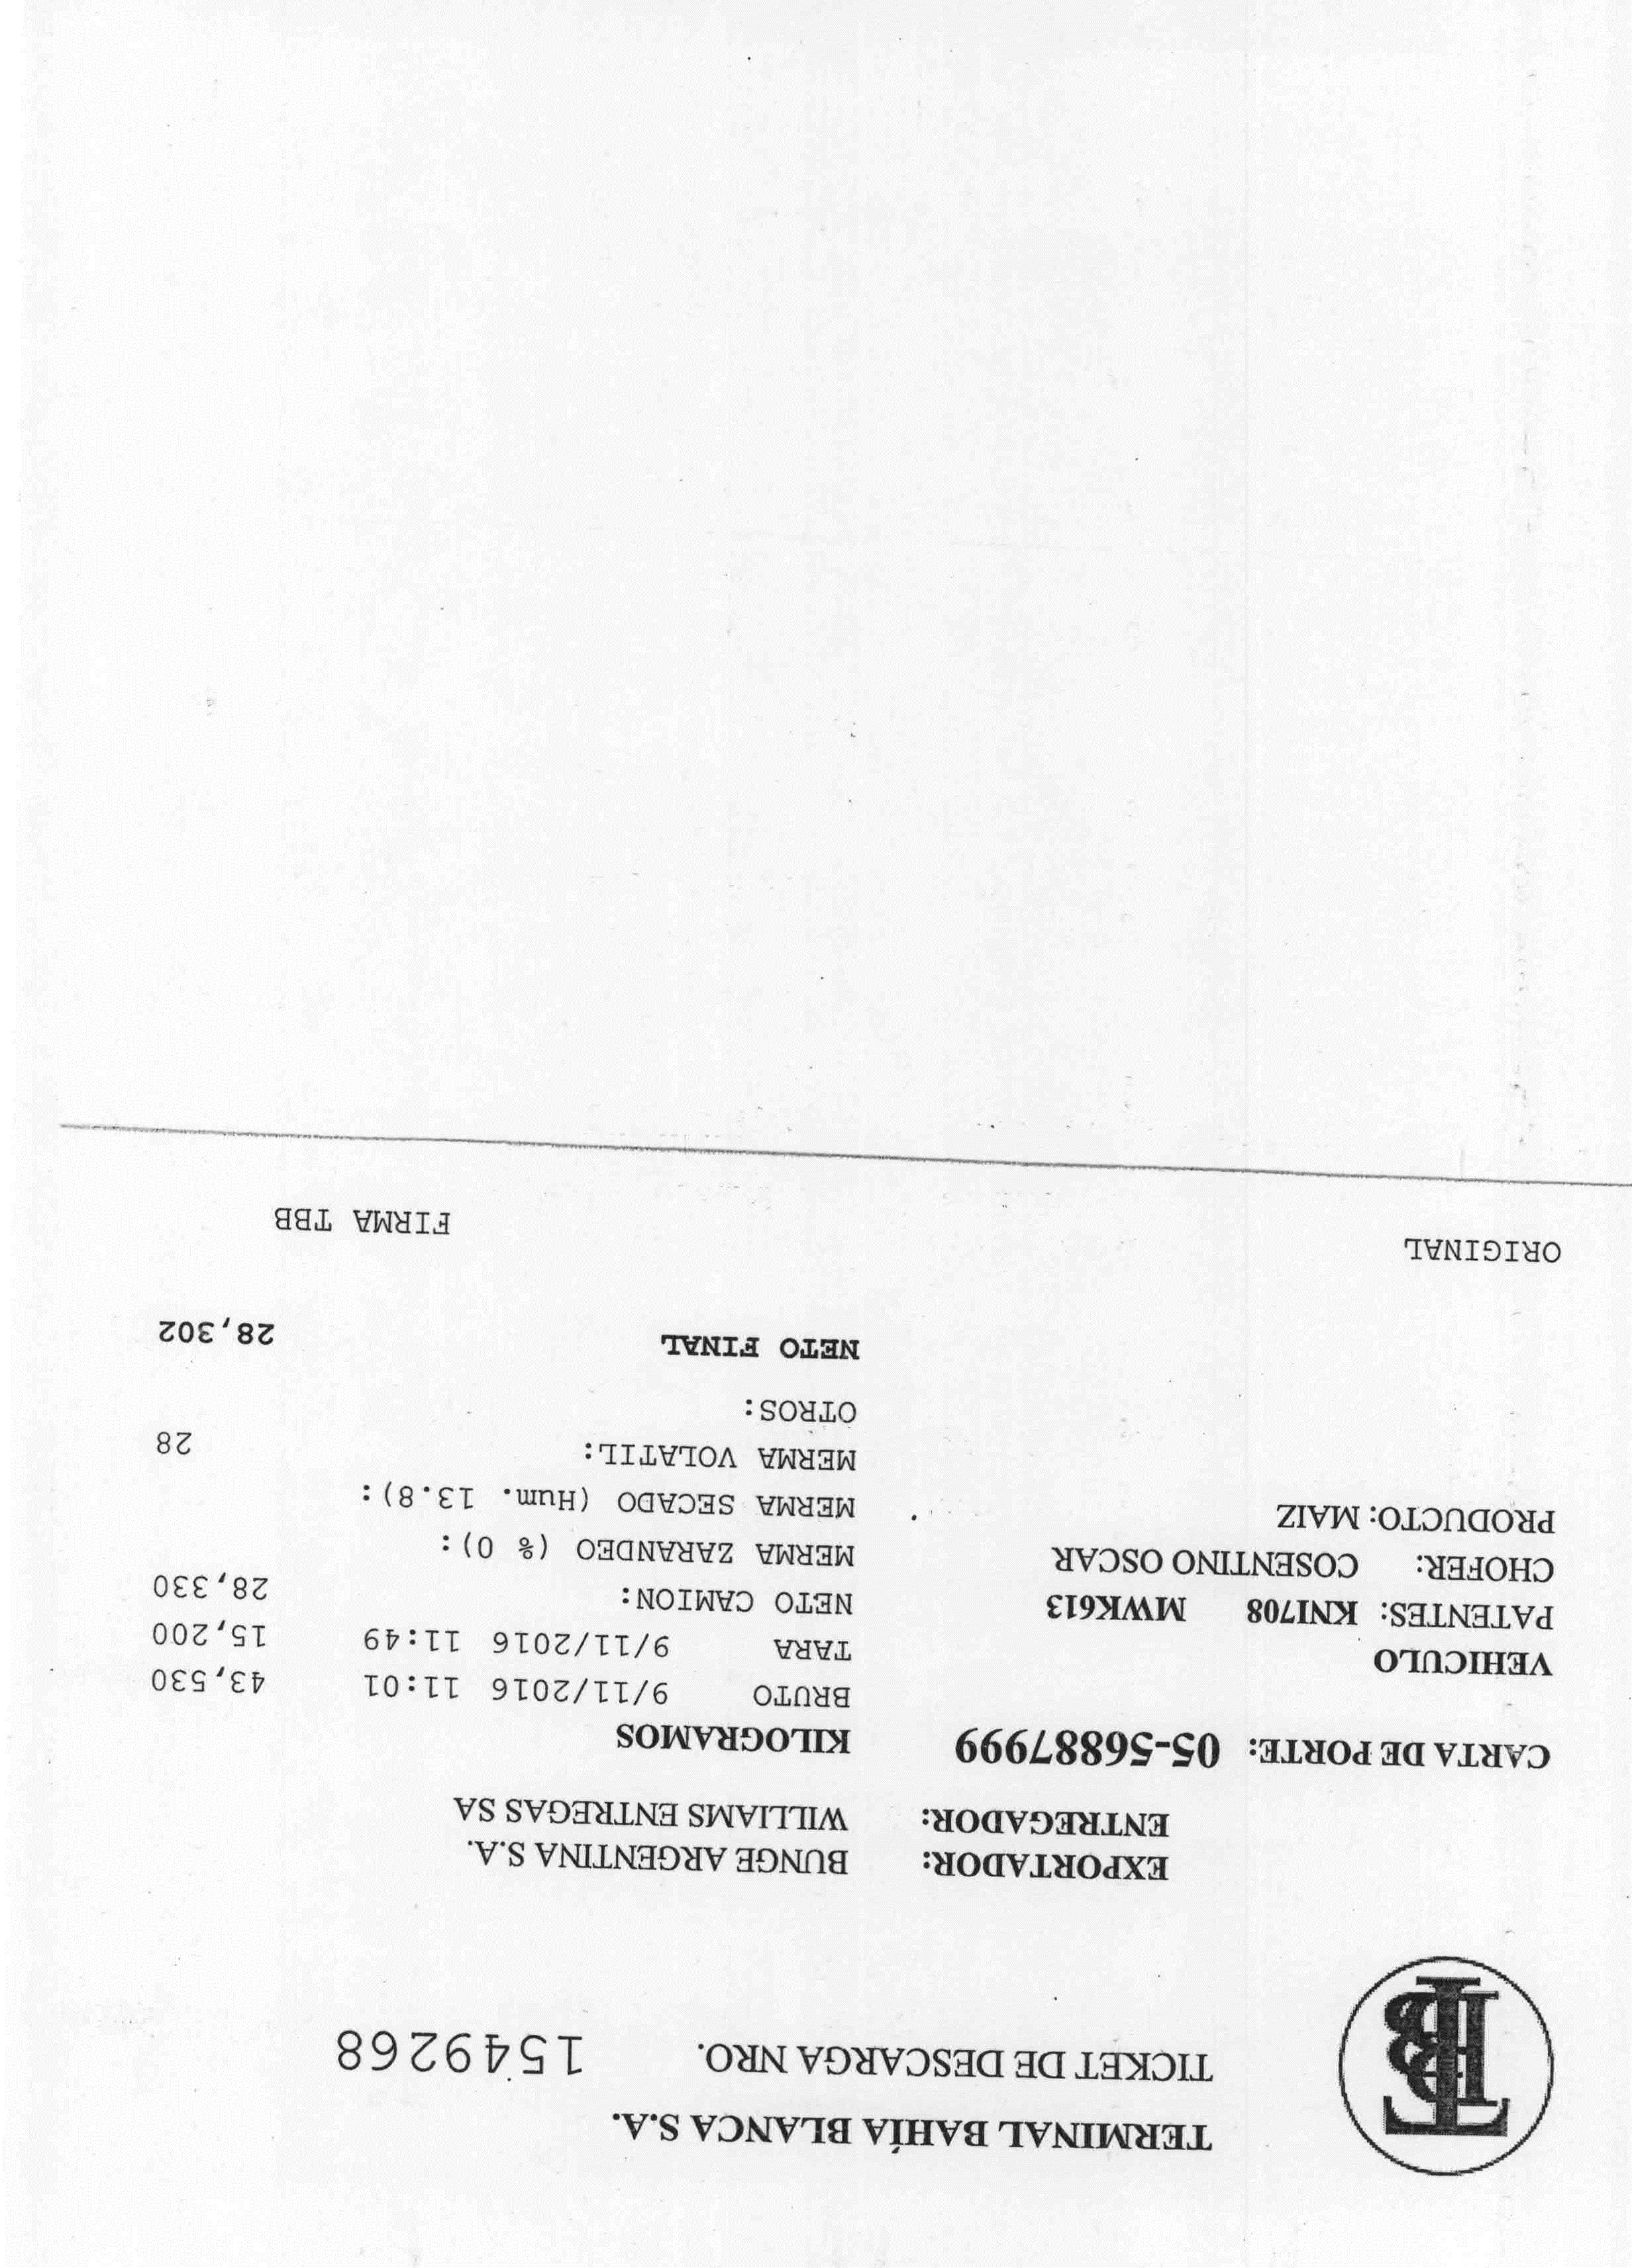 TERMINAL BAHÍA BLANCA S.A.
TICKET DE DESCARGA NRO. 1549268
EXPORTADOR: BUNGE ARGENTINA S.A.
ENTREGADOR: WILLIAMS ENTREGAS SA
CARTA DE PORTE: 05-56887999
KILOGRAMOS
VEHICULO
BRUTO 9/11/2016 11:01 43,530
PATENTES: KNI708 MWK613
TARA 9/11/2016 11:49 15,200
CHOFER: COSENTINO OSCAR
NETO CAMION: 28,330
PRODUCTO: MAIZ
MERMA ZARANDEO (% 0):
MERMA SECADO (Hum. 13.8):
MERMA VOLATIL: 28
OTROS:
NETO FINAL 28,302
ORIGINAL
FIRMA TBB